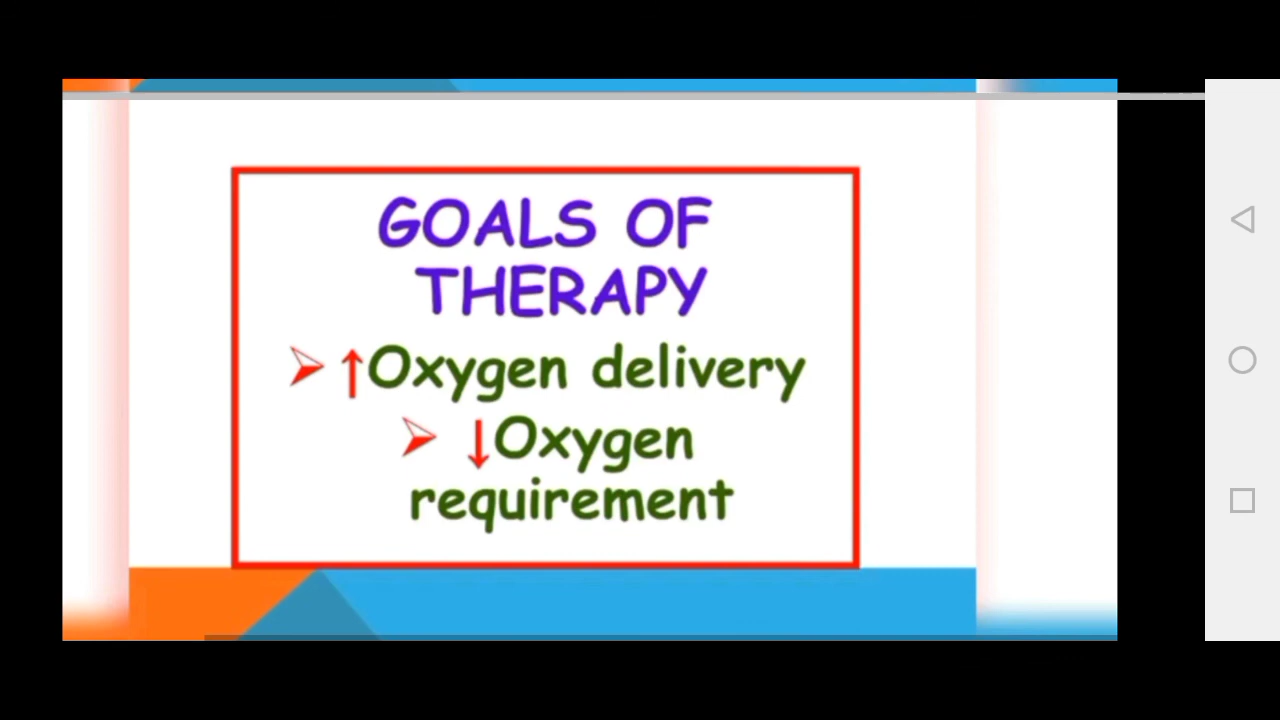 GOALS OF
THERAPY
➢ ↑Oxygen delivery
➢ ↓Oxygen
requirement